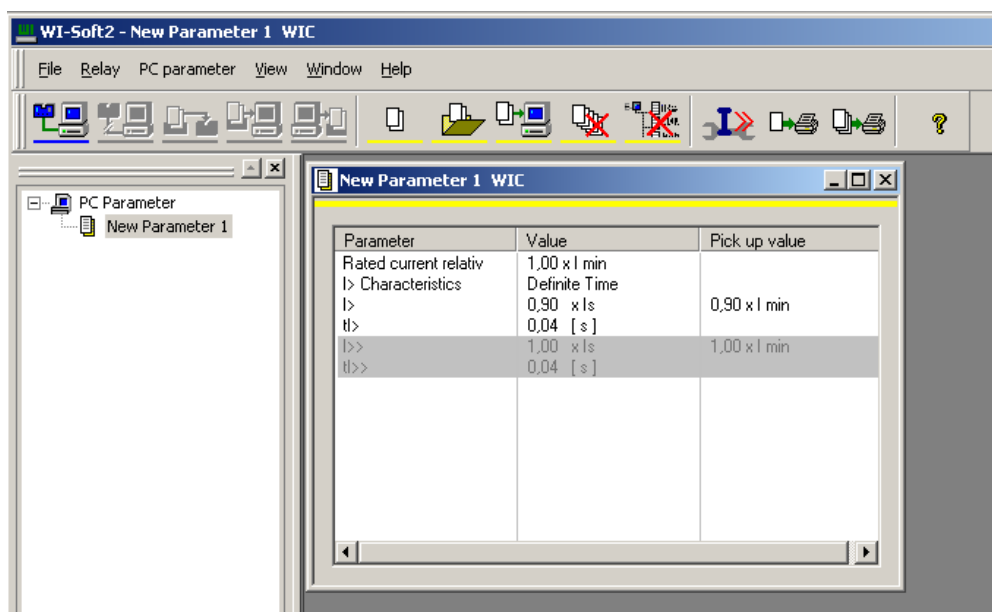 WI-Soft2 - New Parameter 1 WIC
File Relay PC parameter View Window Help
PC Parameter
New Parameter 1
New Parameter 1 WIC
Parameter Value Pick up value
Rated current relativ 1,00 x I min
I> Characteristics Definite Time
I> 0,90 x Is 0,90 x I min
tI> 0,04 [ s ]
I>> 1,00 x Is 1,00 x I min
tI>> 0,04 [ s ]